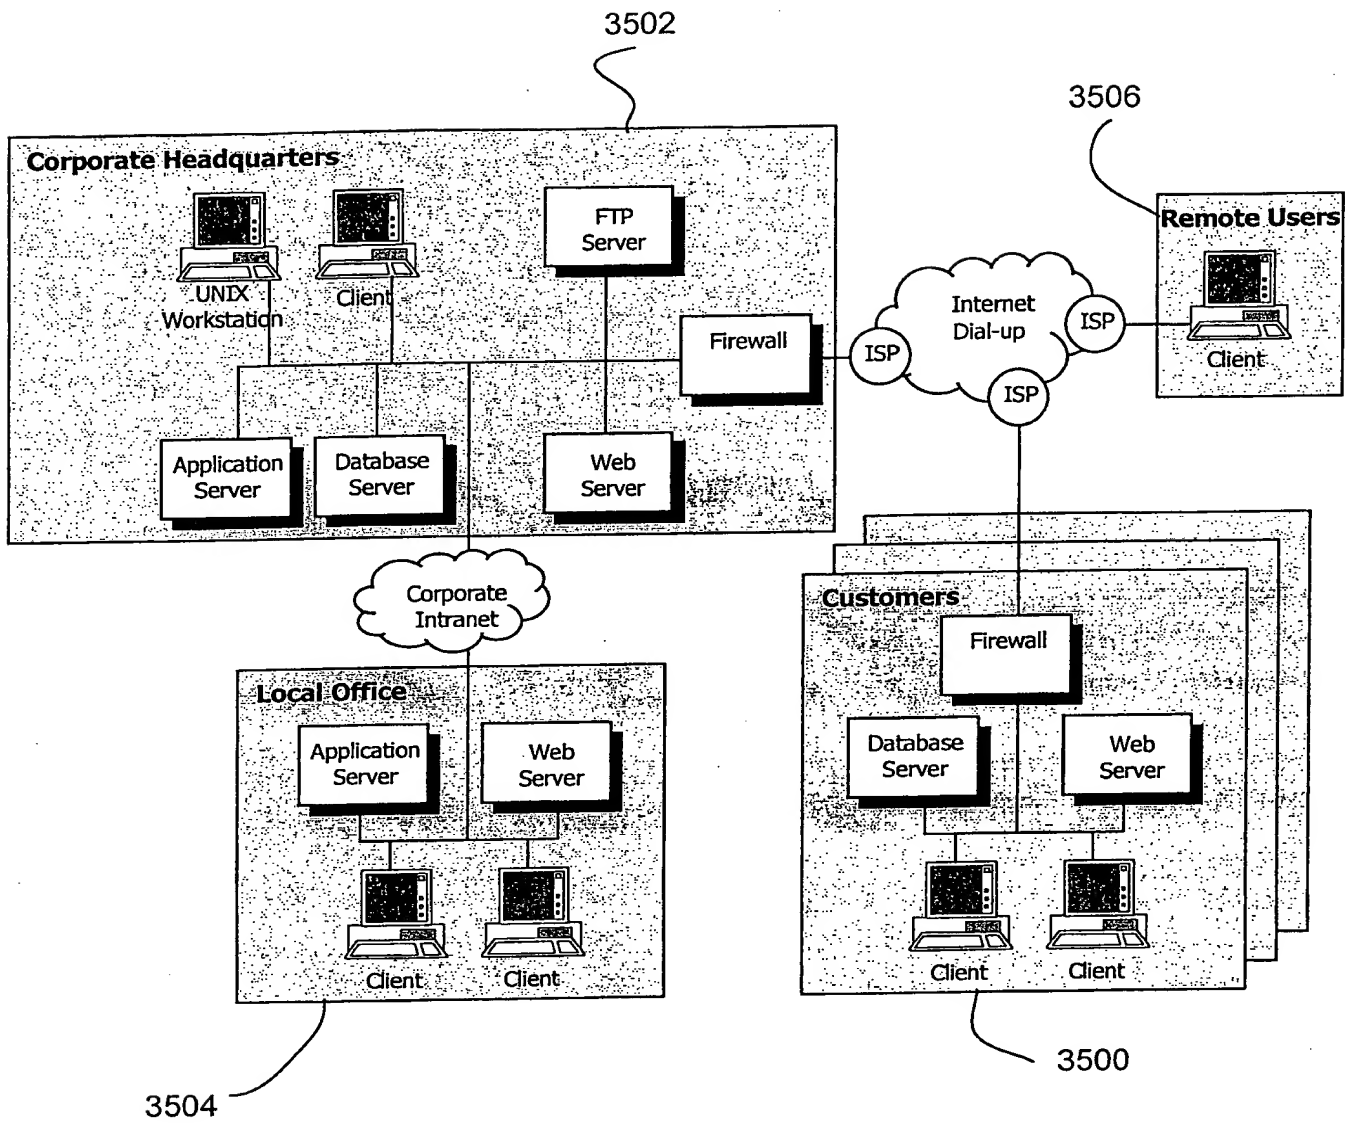 3502
3506
Corporate Headquarters
UNIX
Workstation
Client
FTP
Server
Firewall
Application
Server
Database
Server
Web
Server
ISP
Internet
Dial-up
ISP
ISP
Remote Users
Client
Corporate
Intranet
Local Office
Application
Server
Web
Server
Client
Client
3504
Customers
Firewall
Database
Server
Web
Server
Client
Client
3500